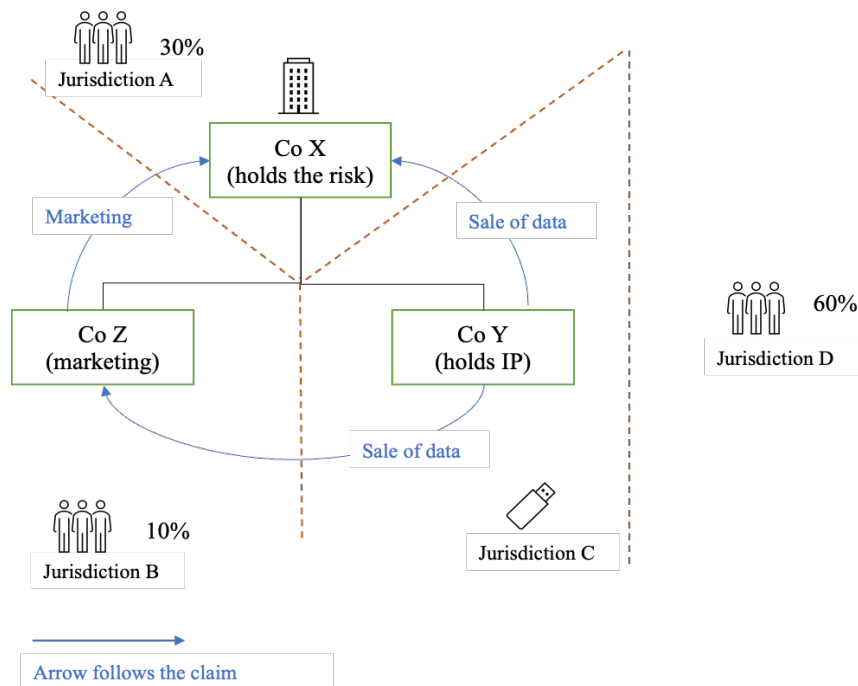 30%
Jurisdiction A
Co X
(holds the risk)
Marketing
Sale of data
Co Z
(marketing)
Co Y
(holds IP)
60%
Jurisdiction D
Sale of data
10%
Jurisdiction B
Jurisdiction C
Arrow follows the claim